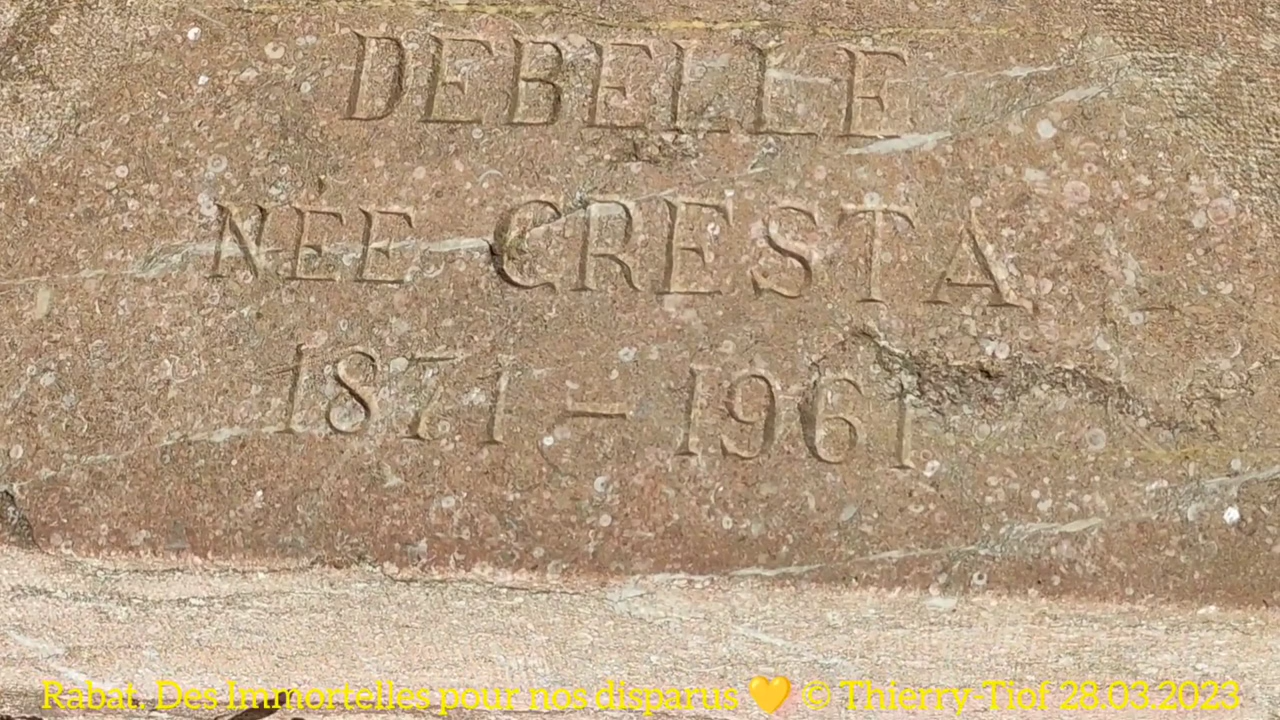 DEBELLE
NEE CRESTA
1871 – 1961
Rabat, Des Immortelles pour nos disparus 💛 © Thierry-Tiof 28.03.2023